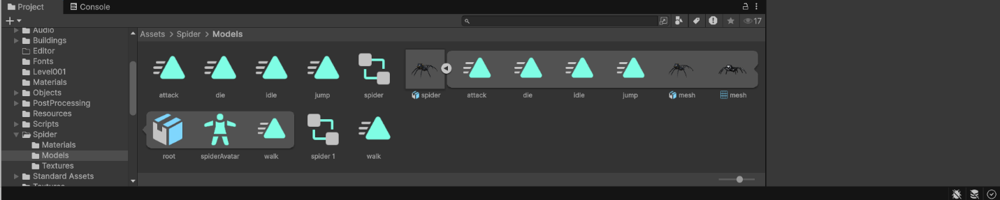 Project Console
17
Audio
Buildings
Editor
Fonts
Level001
Materials
Objects
PostProcessing
Resources
Scripts
Spider
Materials
Models
Textures
Standard Assets
Textures
Assets > Spider > Models
attack die idle jump spider spider attack die idle jump mesh mesh
root spiderAvatar walk spider 1 walk